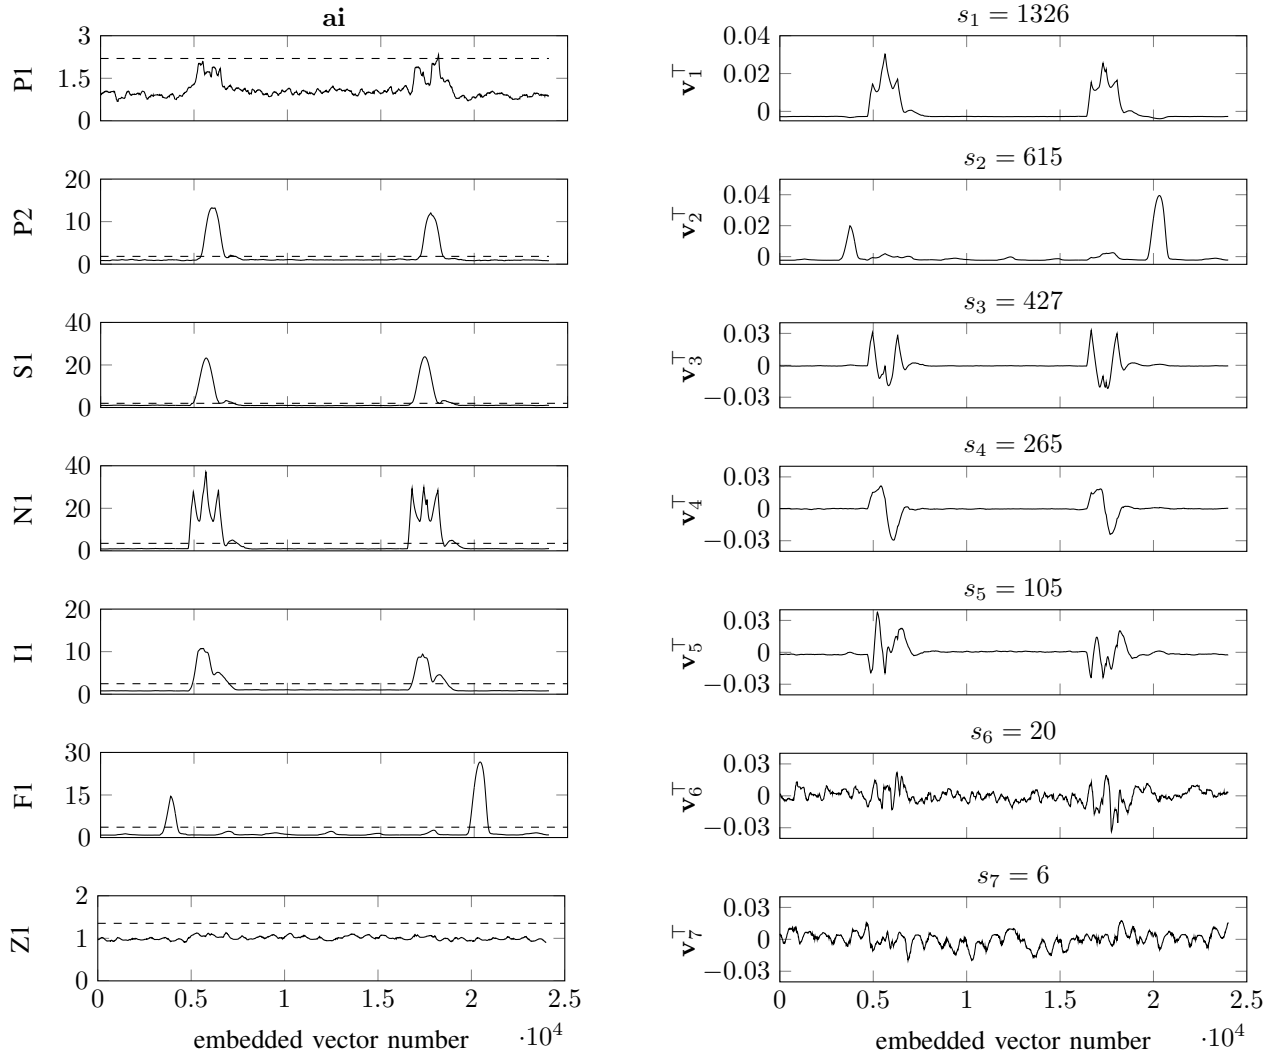 ai
3
1.5
0
P1
20
10
0
P2
40
20
0
S1
40
20
0
N1
20
10
0
I1
30
15
0
F1
2
1
0
Z1
0 0.5 1 1.5 2 2.5
embedded vector number ·10⁴
s₁ = 1326
0.04
0.02
0
v₁⊤
s₂ = 615
0.04
0.02
0
v₂⊤
s₃ = 427
0.03
0
−0.03
v₃⊤
s₄ = 265
0.03
0
−0.03
v₄⊤
s₅ = 105
0.03
0
−0.03
v₅⊤
s₆ = 20
0.03
0
−0.03
v₆⊤
s₇ = 6
0.03
0
−0.03
v₇⊤
0 0.5 1 1.5 2 2.5
embedded vector number ·10⁴